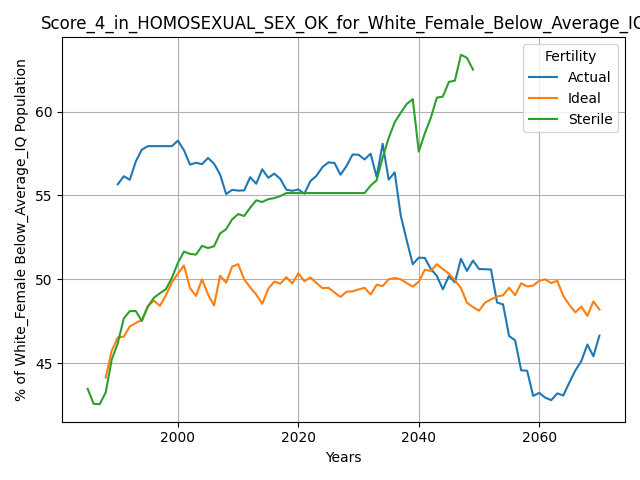 Score_4_in_HOMOSEXUAL_SEX_OK_for_White_Female_Below_Average_IQ
% of White_Female Below_Average_IQ Population
60
55
50
45
2000 2020 2040 2060
Years
Fertility
Actual
Ideal
Sterile